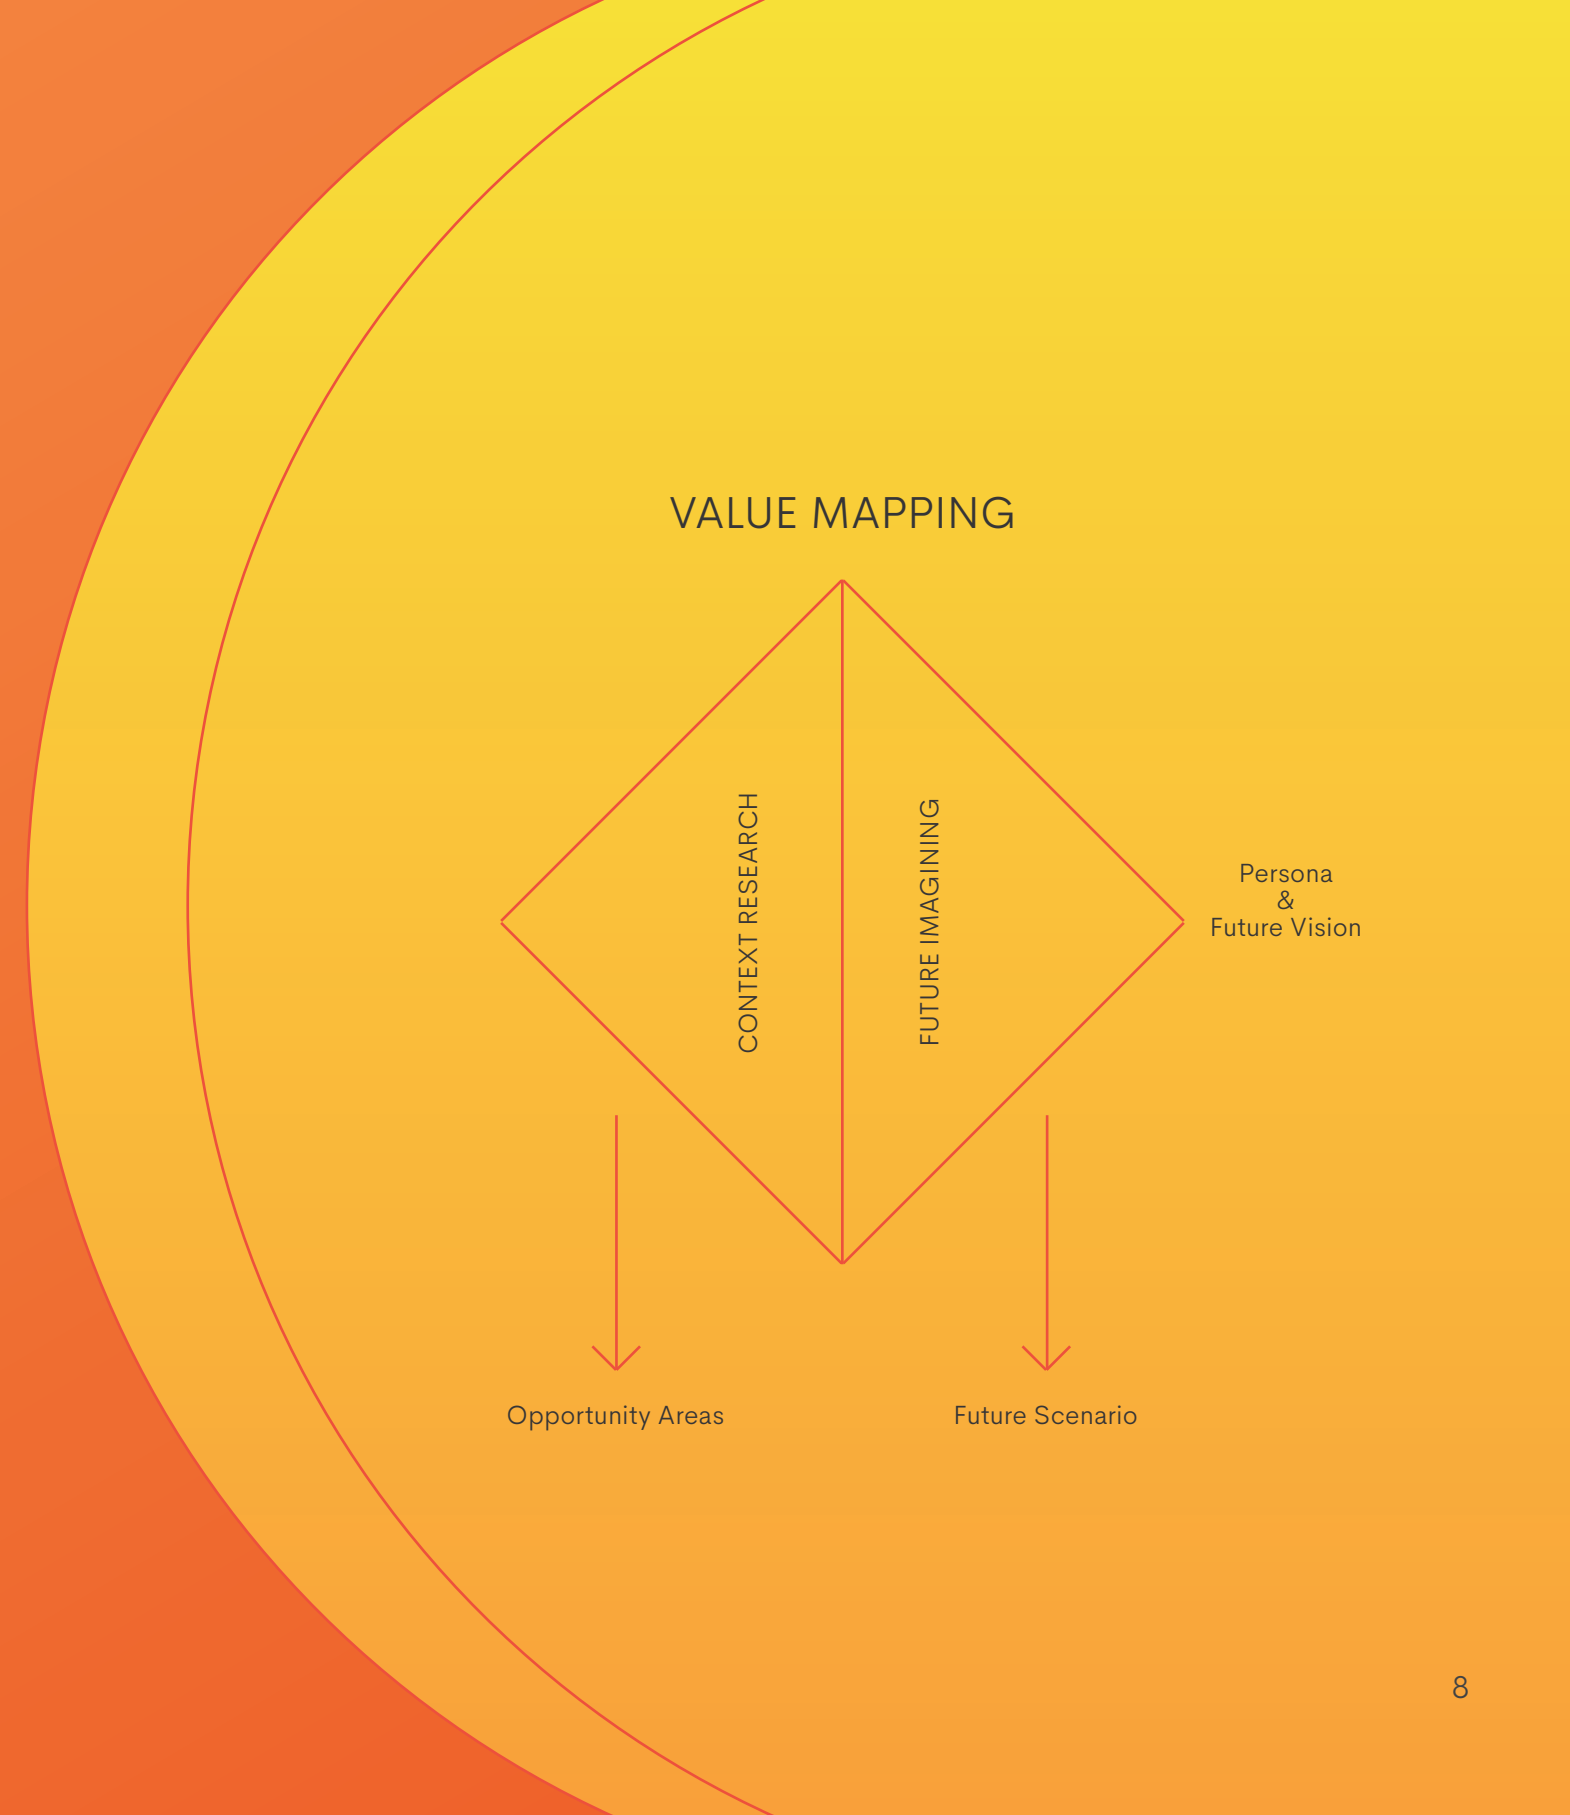 VALUE MAPPING
CONTEXT RESEARCH
FUTURE IMAGINING
Persona
&
Future Vision
Opportunity Areas
Future Scenario
8